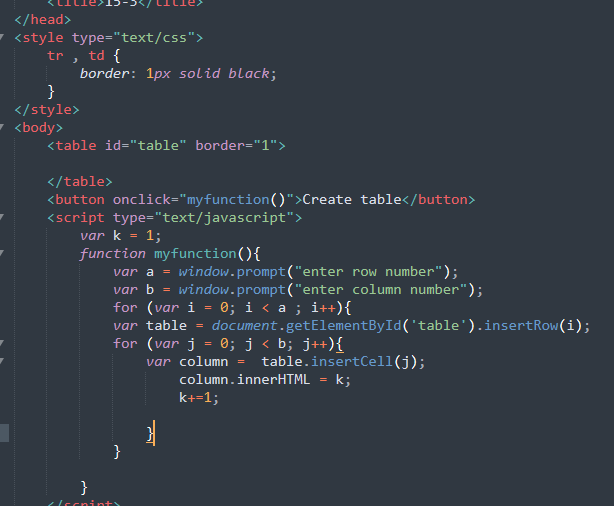 <title>15-3</title>
</head>
<style type="text/css">
tr , td {
border: 1px solid black;
}
</style>
<body>
<table id="table" border="1">
</table>
<button onclick="myfunction()">Create table</button>
<script type="text/javascript">
var k = 1;
function myfunction(){
var a = window.prompt("enter row number");
var b = window.prompt("enter column number");
for (var i = 0; i < a ; i++){
var table = document.getElementById('table').insertRow(i);
for (var j = 0; j < b; j++){
var column =  table.insertCell(j);
column.innerHTML = k;
k+=1;
}
}
}
</script>